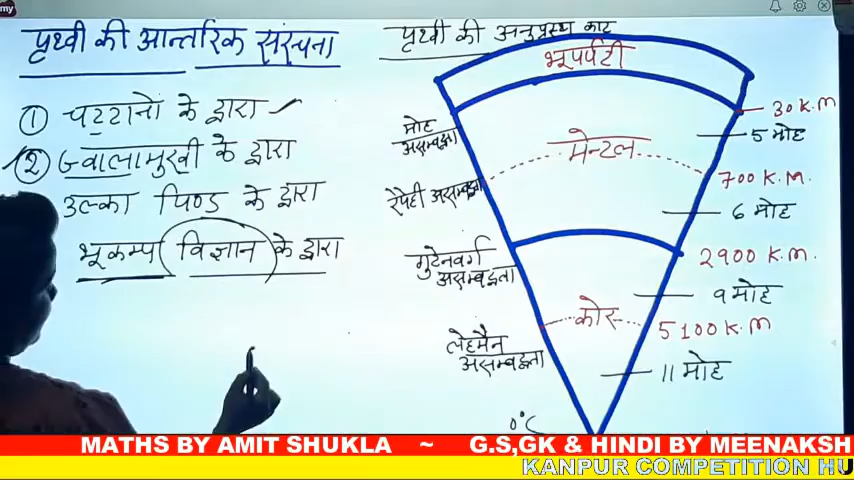 my
पृथ्वी की आन्तरिक संरचना
① चट्टानो के द्वारा
② ज्वालामुखी के द्वारा
उल्का पिण्ड के द्वारा
भूकम्प विज्ञान के द्वारा
पृथ्वी की अनुप्रस्थ काट
भूपर्पटी
30 K.M
मोह असम्बद्धता
5 मोह
मेन्टल
700 K.M.
रेपेटी असम्बद्धता
6 मोह
गुटेनवर्ग असम्बद्धता
2900 K.M.
9 मोह
कोर
5100 K.M
लेहमैन असम्बद्धता
11 मोह
0°C
MATHS BY AMIT SHUKLA ~ G.S,GK & HINDI BY MEENAKSH
KANPUR COMPETITION HU